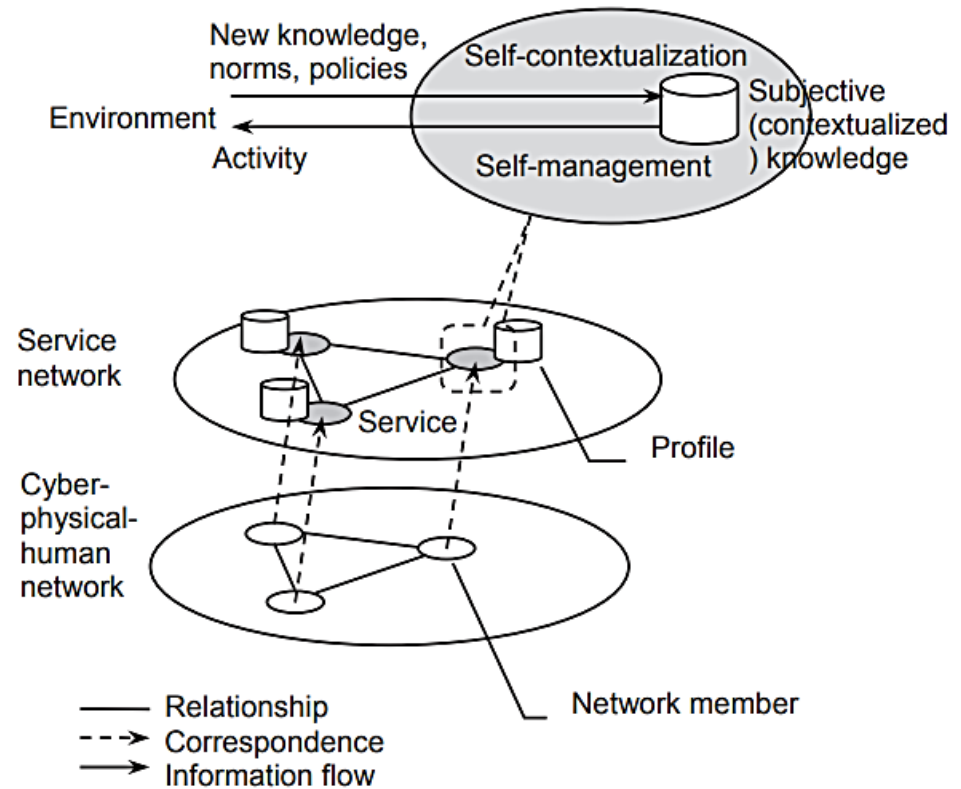 New knowledge,
norms, policies
Self-contextualization
Environment
Subjective
(contextualized
) knowledge
Activity
Self-management
Service
network
Service
Profile
Cyber-
physical-
human
network
Network member
Relationship
Correspondence
Information flow